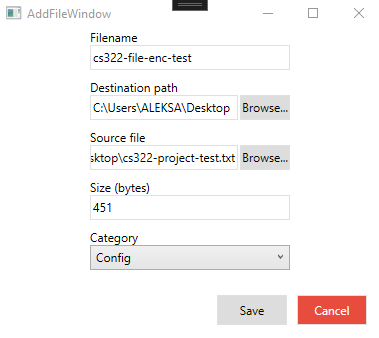 AddFileWindow
Filename
cs322-file-enc-test
Destination path
C:\Users\ALEKSA\Desktop Browse...
Source file
sktop\cs322-project-test.txt Browse...
Size (bytes)
451
Category
Config
Save Cancel